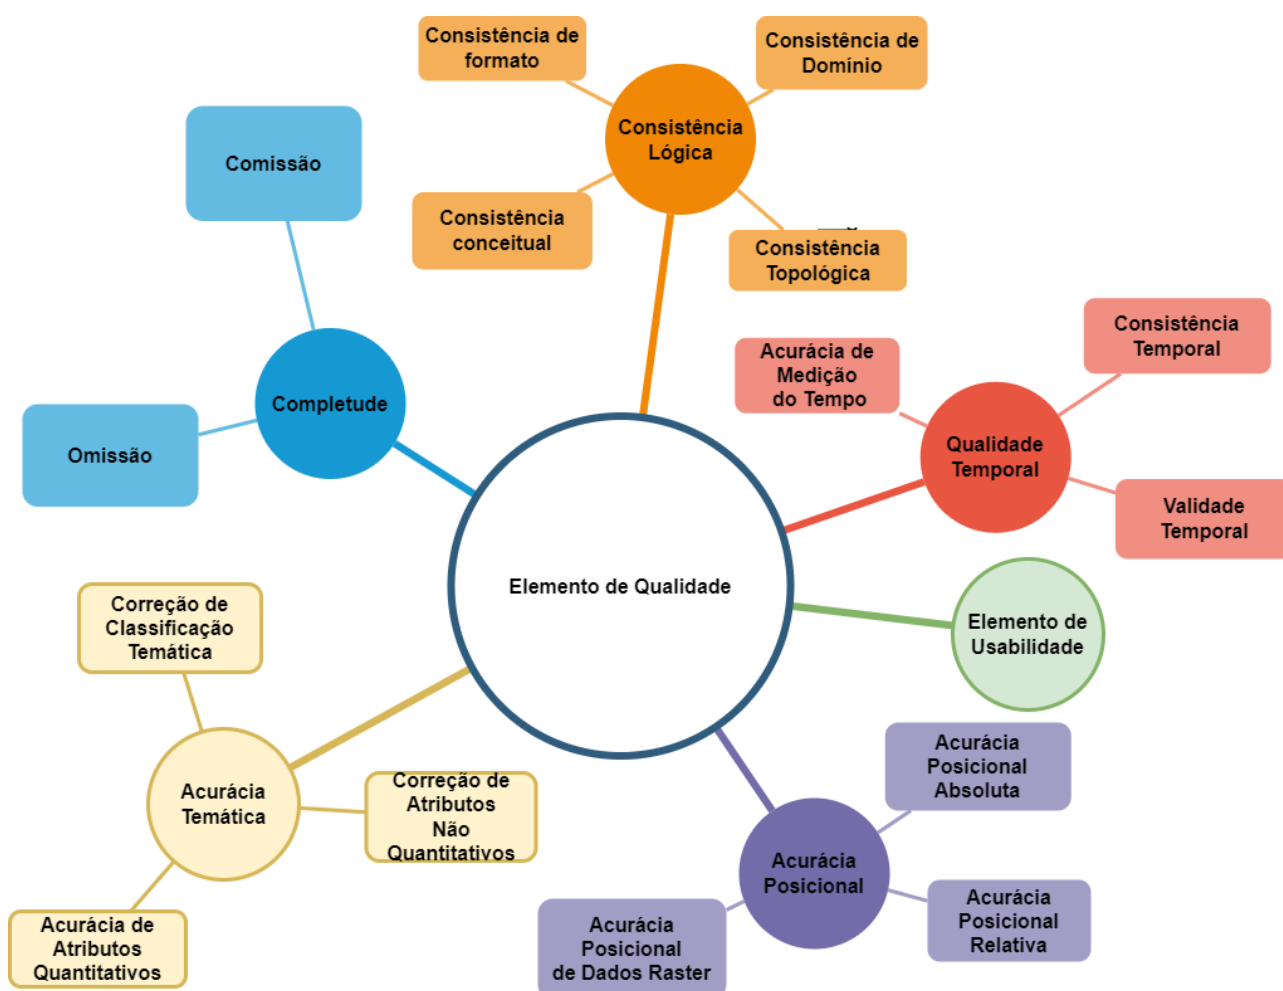 Consistência de
formato
Consistência de
Domínio
Consistência
Lógica
Consistência
conceitual
Consistência
Topológica
Comissão
Completude
Omissão
Acurácia de
Medição
do Tempo
Consistência
Temporal
Qualidade
Temporal
Validade
Temporal
Elemento de Qualidade
Elemento de
Usabilidade
Correção de
Classificação
Temática
Acurácia
Temática
Correção de
Atributos
Não
Quantitativos
Acurácia de
Atributos
Quantitativos
Acurácia
Posicional
Absoluta
Acurácia
Posicional
Acurácia
Posicional
Relativa
Acurácia
Posicional
de Dados Raster